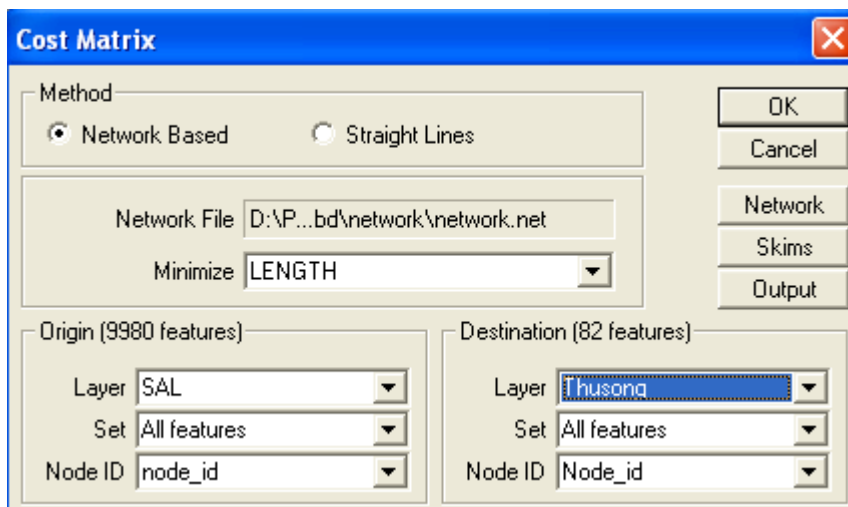 Cost Matrix
Method
Network Based
Straight Lines
OK
Cancel
Network File D:\P...bd\network\network.net
Minimize LENGTH
Network
Skims
Output
Origin (9980 features)
Layer SAL
Set All features
Node ID node_id
Destination (82 features)
Layer Thusong
Set All features
Node ID Node_id